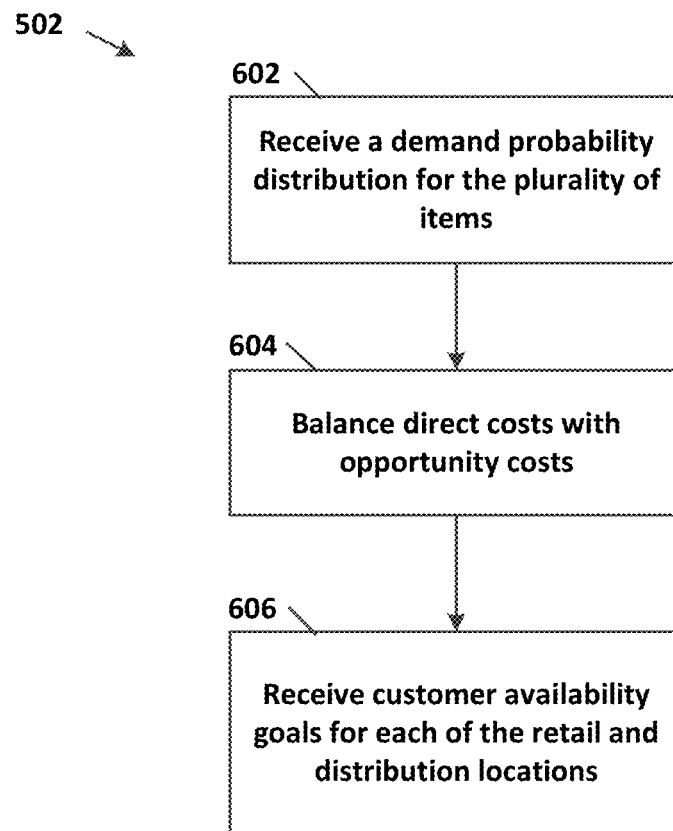 502
602
Receive a demand probability
distribution for the plurality of
items
604
Balance direct costs with
opportunity costs
606
Receive customer availability
goals for each of the retail and
distribution locations